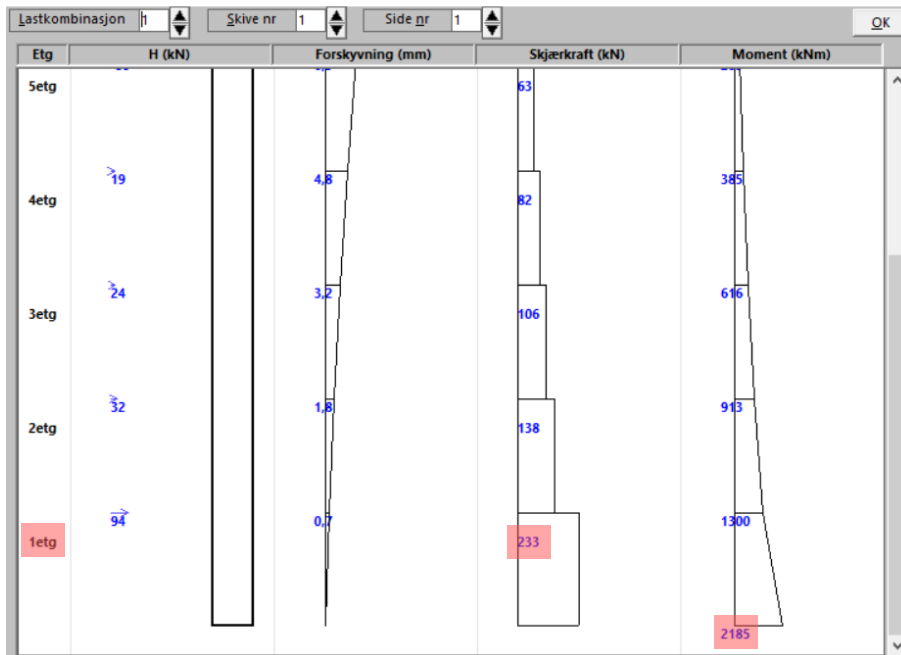 Lastkombinasjon 1 Skive nr 1 Side nr 1 OK
Etg H (kN) Forskyvning (mm) Skjærkraft (kN) Moment (kNm)
5etg 63
19 4,8 385
4etg 82
24 3,2 616
3etg 106
32 1,8 913
2etg 138
94 0,7 1300
1etg 233
2185